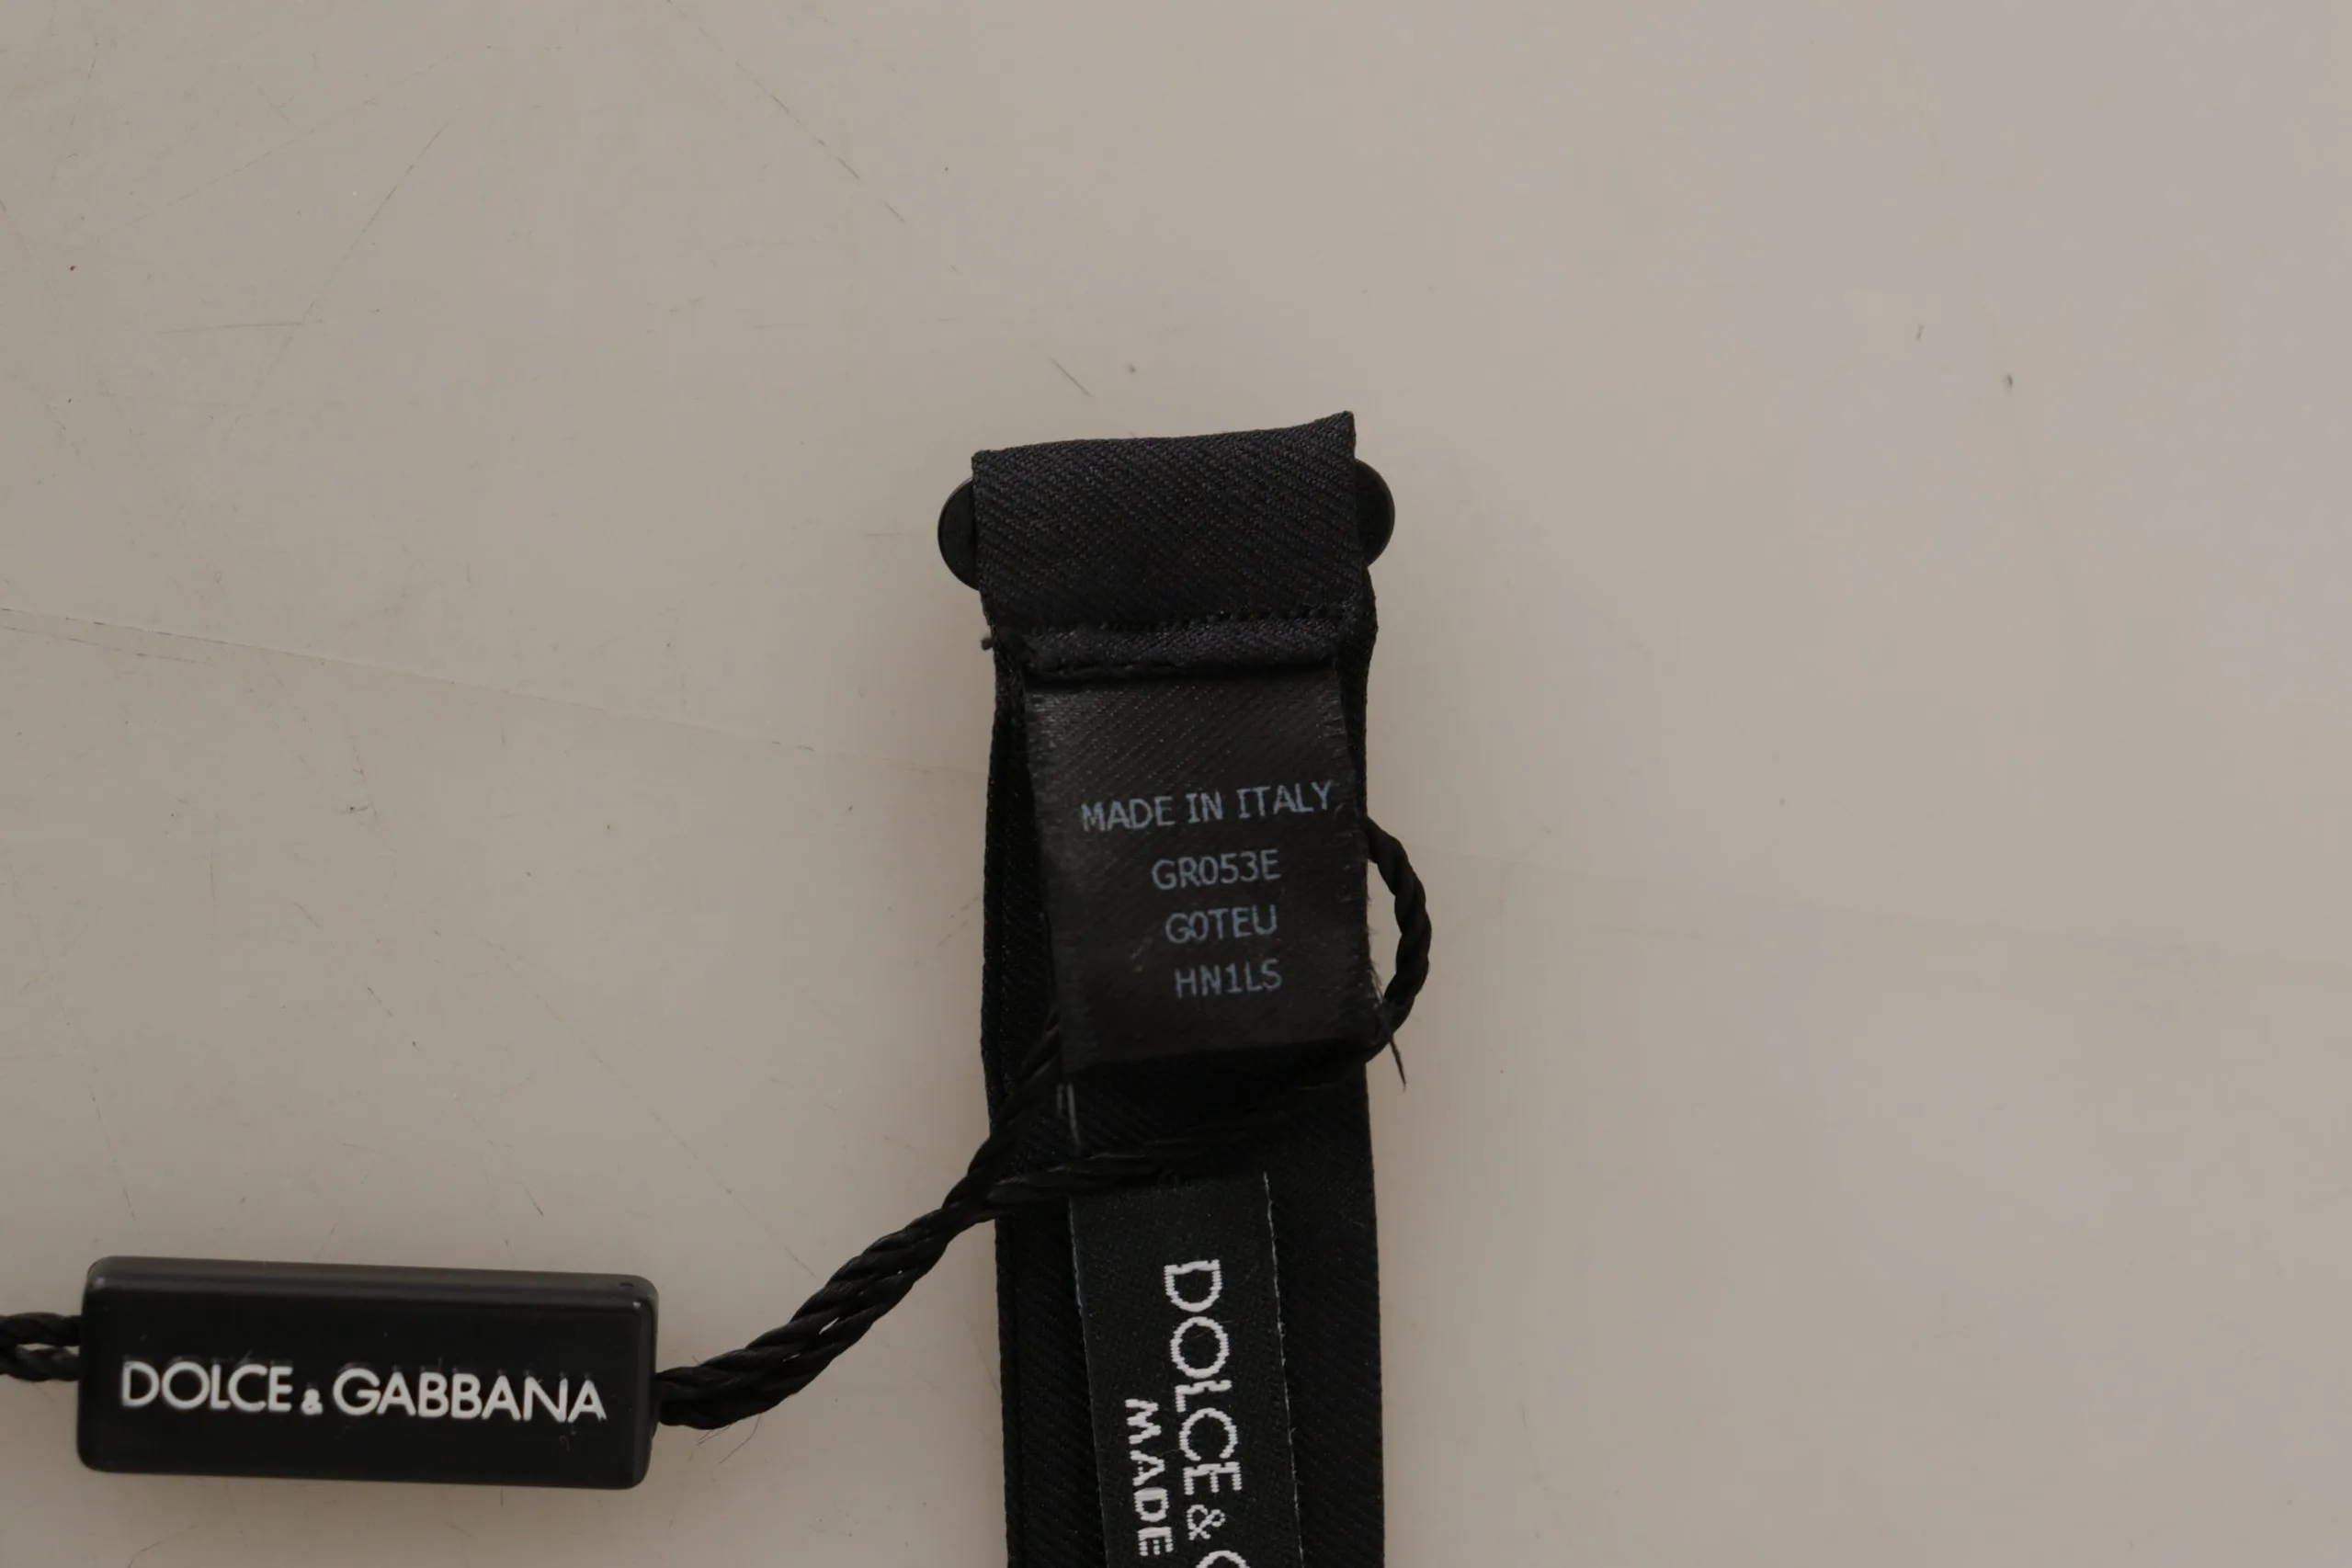 MADE IN ITALY
GR053E
G0TEU
HN1LS
DOLCE & GABBANA
DOLCE & G
MADE